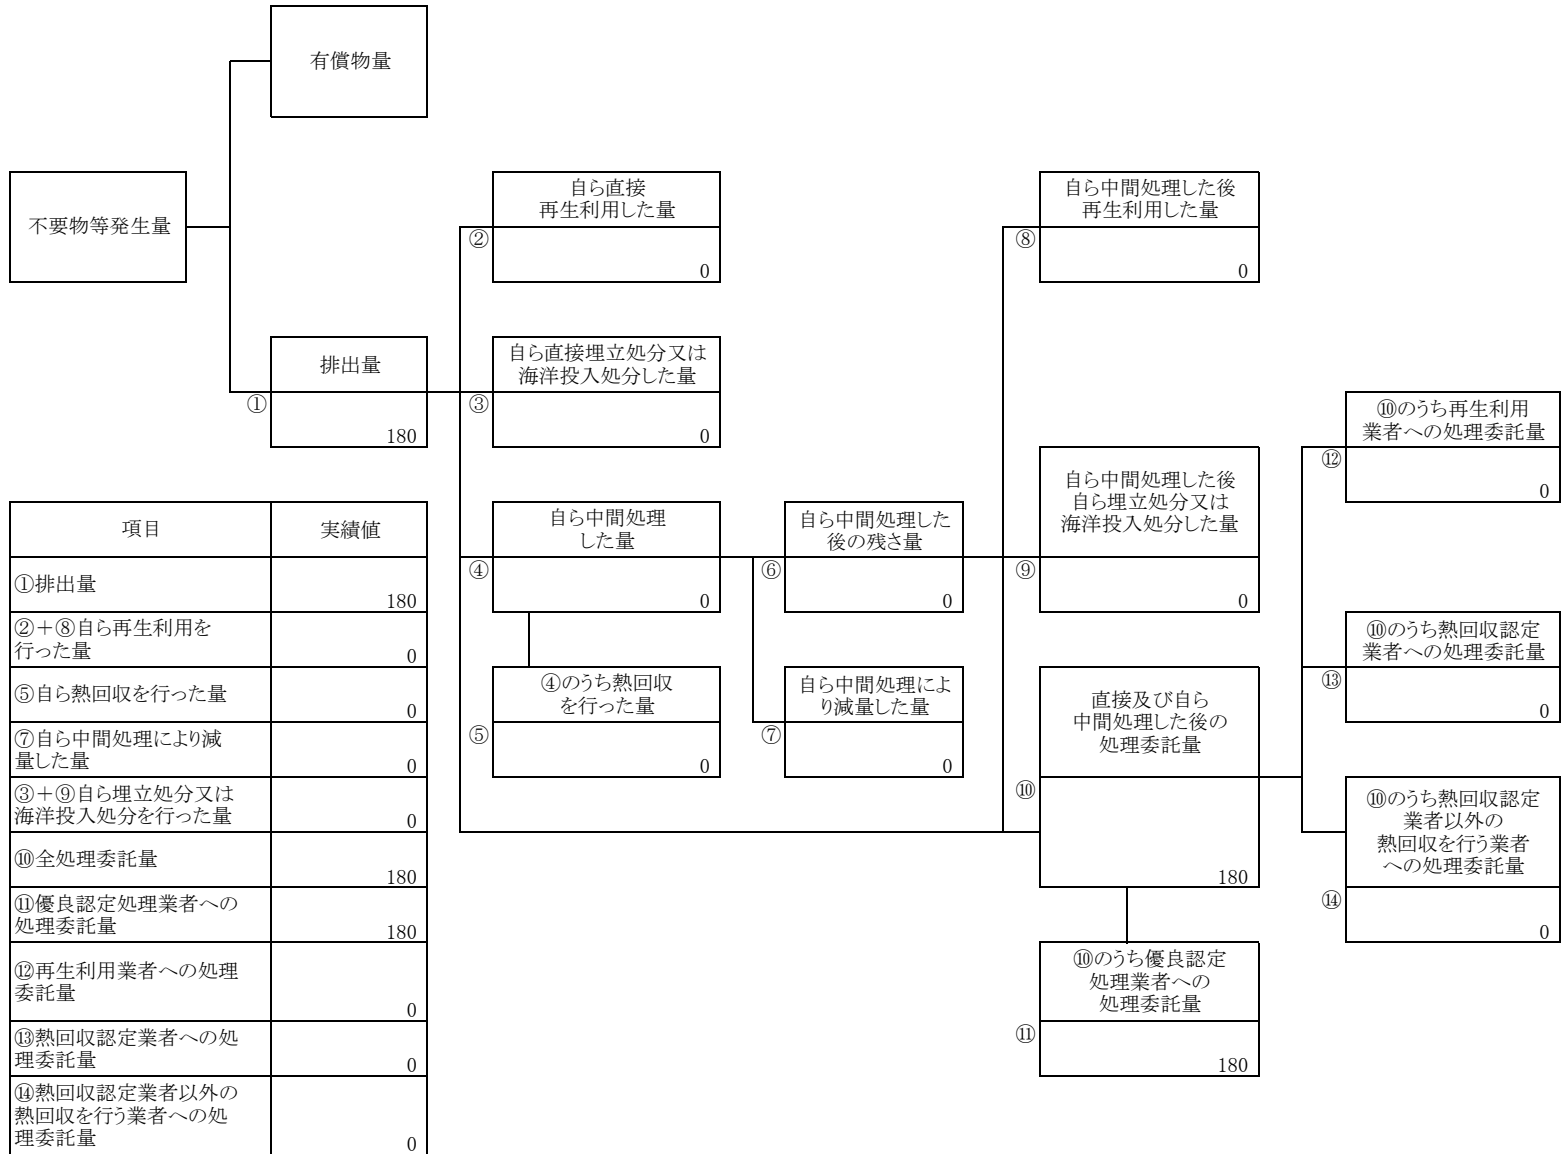 有償物量
不要物等発生量
自ら直接
再生利用した量
②
0
自ら中間処理した後
再生利用した量
⑧
0
排出量
①
180
自ら直接埋立処分又は
海洋投入処分した量
③
0
⑩のうち再生利用
業者への処理委託量
⑫
0
自ら中間処理
した量
④
0
自ら中間処理した
後の残さ量
⑥
0
自ら中間処理した後
自ら埋立処分又は
海洋投入処分した量
⑨
0
⑩のうち熱回収認定
業者への処理委託量
⑬
0
④のうち熱回収
を行った量
⑤
0
自ら中間処理によ
り減量した量
⑦
0
直接及び自ら
中間処理した後の
処理委託量
⑩
180
⑩のうち熱回収認定
業者以外の
熱回収を行う業者
への処理委託量
⑭
0
⑩のうち優良認定
処理業者への
処理委託量
⑪
180
項目 実績値
①排出量 180
②＋⑧自ら再生利用を
行った量 0
⑤自ら熱回収を行った量 0
⑦自ら中間処理により減
量した量 0
③＋⑨自ら埋立処分又は
海洋投入処分を行った量 0
⑩全処理委託量 180
⑪優良認定処理業者への
処理委託量 180
⑫再生利用業者への処理
委託量 0
⑬熱回収認定業者への処
理委託量 0
⑭熱回収認定業者以外の
熱回収を行う業者への処
理委託量 0